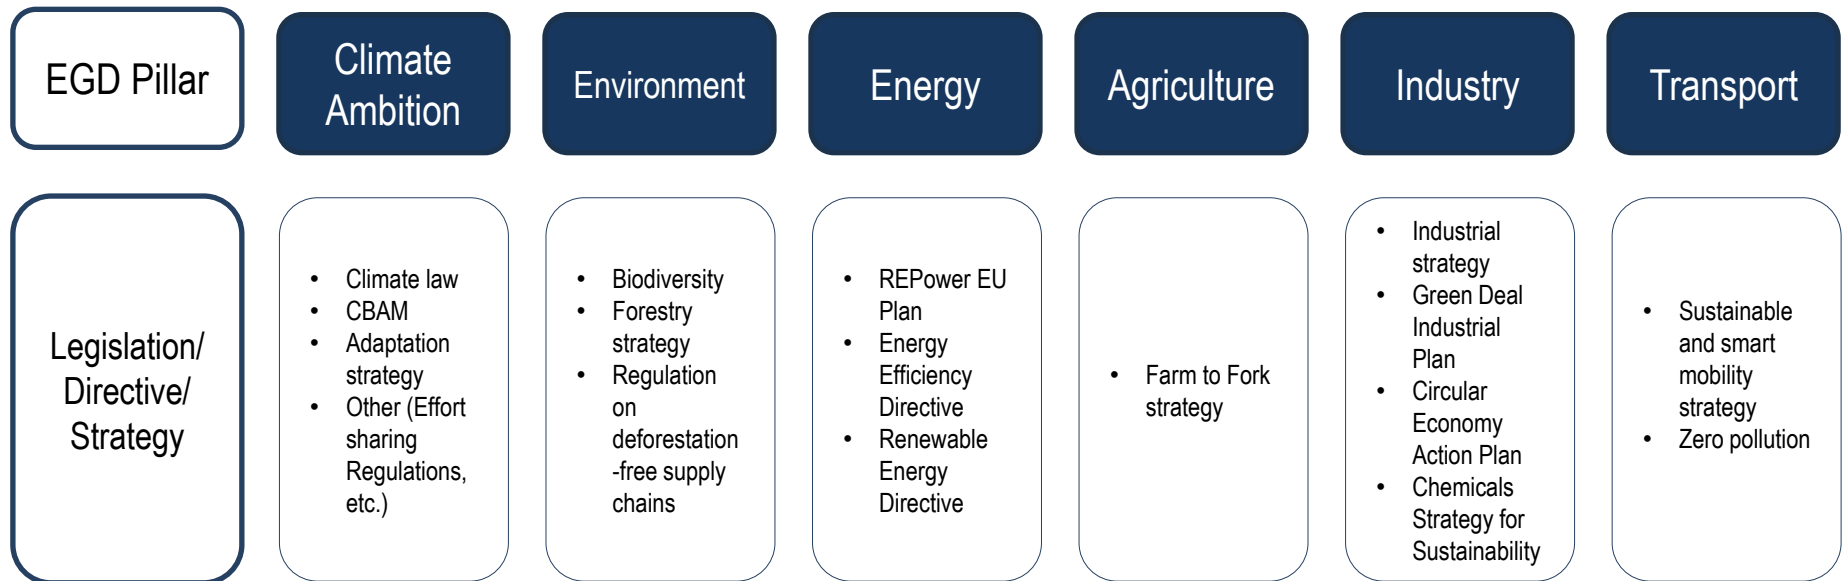 EGD Pillar
Climate
Ambition
Environment
Energy
Agriculture
Industry
Transport
Legislation/
Directive/
Strategy
• Climate law
• CBAM
• Adaptation
strategy
• Other (Effort
sharing
Regulations,
etc.)
• Biodiversity
• Forestry
strategy
• Regulation
on
deforestation
-free supply
chains
• REPower EU
Plan
• Energy
Efficiency
Directive
• Renewable
Energy
Directive
• Farm to Fork
strategy
• Industrial
strategy
• Green Deal
Industrial
Plan
• Circular
Economy
Action Plan
• Chemicals
Strategy for
Sustainability
• Sustainable
and smart
mobility
strategy
• Zero pollution